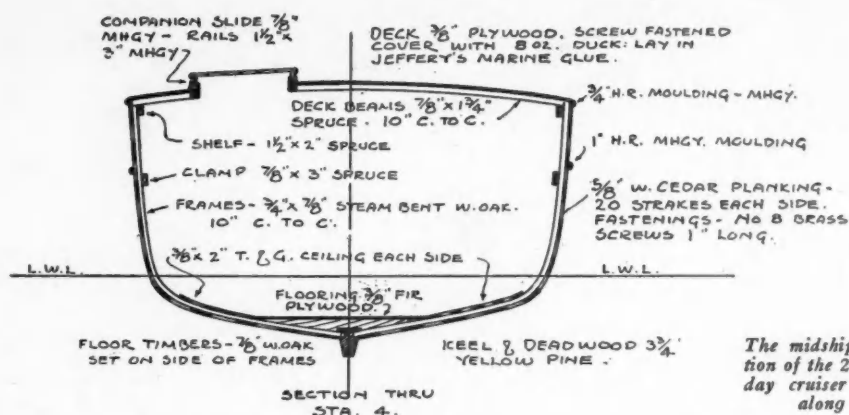 COMPANION SLIDE 7/8"
MHGY - RAILS 1 1/2" X
3" MHGY
DECK 3/8" PLYWOOD. SCREW FASTENED
COVER WITH 8 OZ. DUCK: LAY IN
JEFFERY'S MARINE GLUE.
3/4" H.R. MOULDING - MHGY.
DECK BEAMS 7/8" X 1 3/4"
SPRUCE - 10" C. TO C.
SHELF - 1 1/2" X 2" SPRUCE
1" H.R. MHGY. MOULDING
CLAMP 7/8" X 3" SPRUCE
FRAMES - 3/4" X 7/8" STEAM BENT W. OAK.
10" C. TO C.
5/8" W. CEDAR PLANKING -
20 STRAKES EACH SIDE.
FASTENINGS - NO 8 BRASS
SCREWS 1" LONG.
3/8" X 2" T. & G. CEILING EACH SIDE
L.W.L.
L.W.L.
FLOORING 3/8" FIR
PLYWOOD
FLOOR TIMBERS - 7/8" W. OAK
SET ON SIDE OF FRAMES
KEEL & DEADWOOD 3 3/4"
YELLOW PINE.
SECTION THRU
STA. 4.
The midship
tion of the 2
day cruiser
along